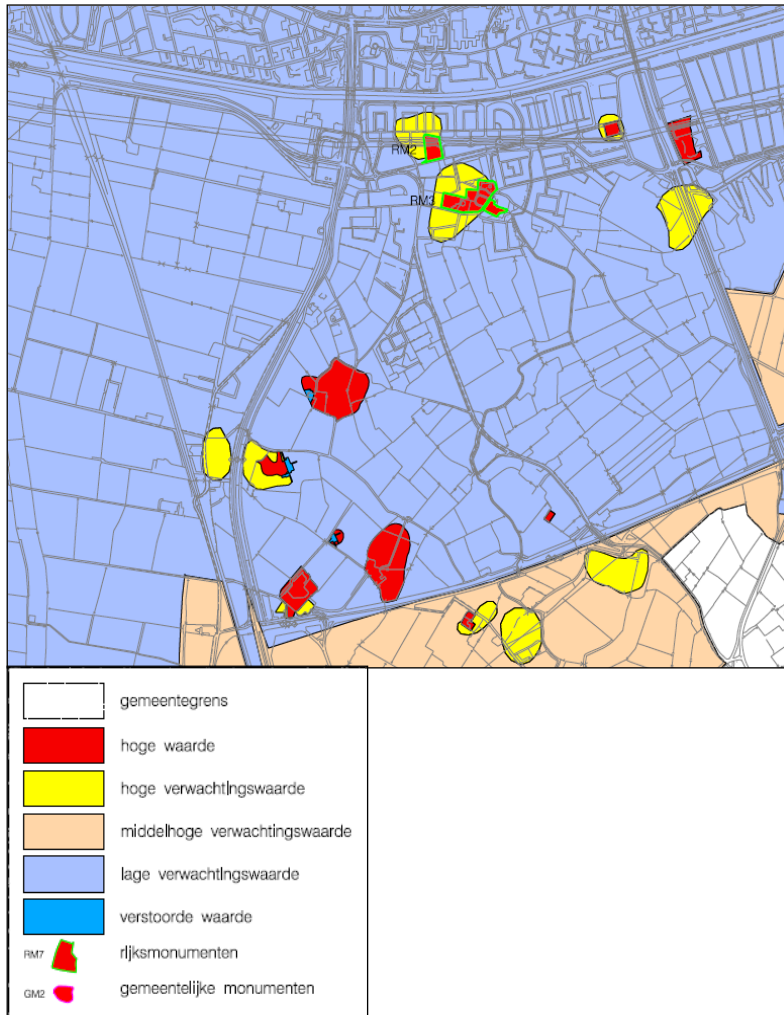 RM2
RM3
gemeentegrens
hoge waarde
hoge verwachtingswaarde
middelhoge verwachtingswaarde
lage verwachtingswaarde
verstoorde waarde
RM7 rijksmonumenten
GM2 gemeentelijke monumenten